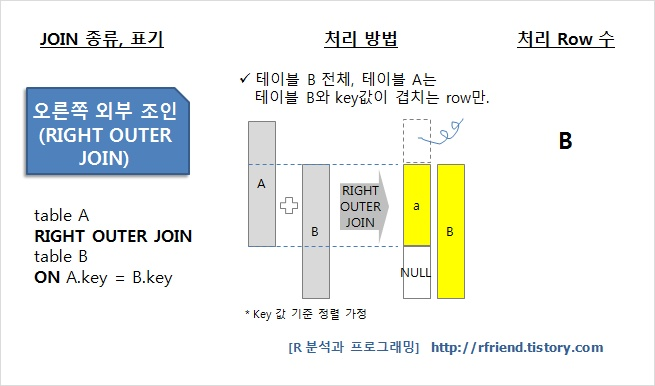 JOIN 종류, 표기
처리 방법
처리 Row 수
오른쪽 외부 조인
(RIGHT OUTER
JOIN)
table A
RIGHT OUTER JOIN
table B
ON A.key = B.key
✓ 테이블 B 전체, 테이블 A는
테이블 B와 key값이 겹치는 row만.
A
B
RIGHT
OUTER
JOIN
a
NULL
B
* Key 값 기준 정렬 가정
B
[R 분석과 프로그래밍] http://rfriend.tistory.com